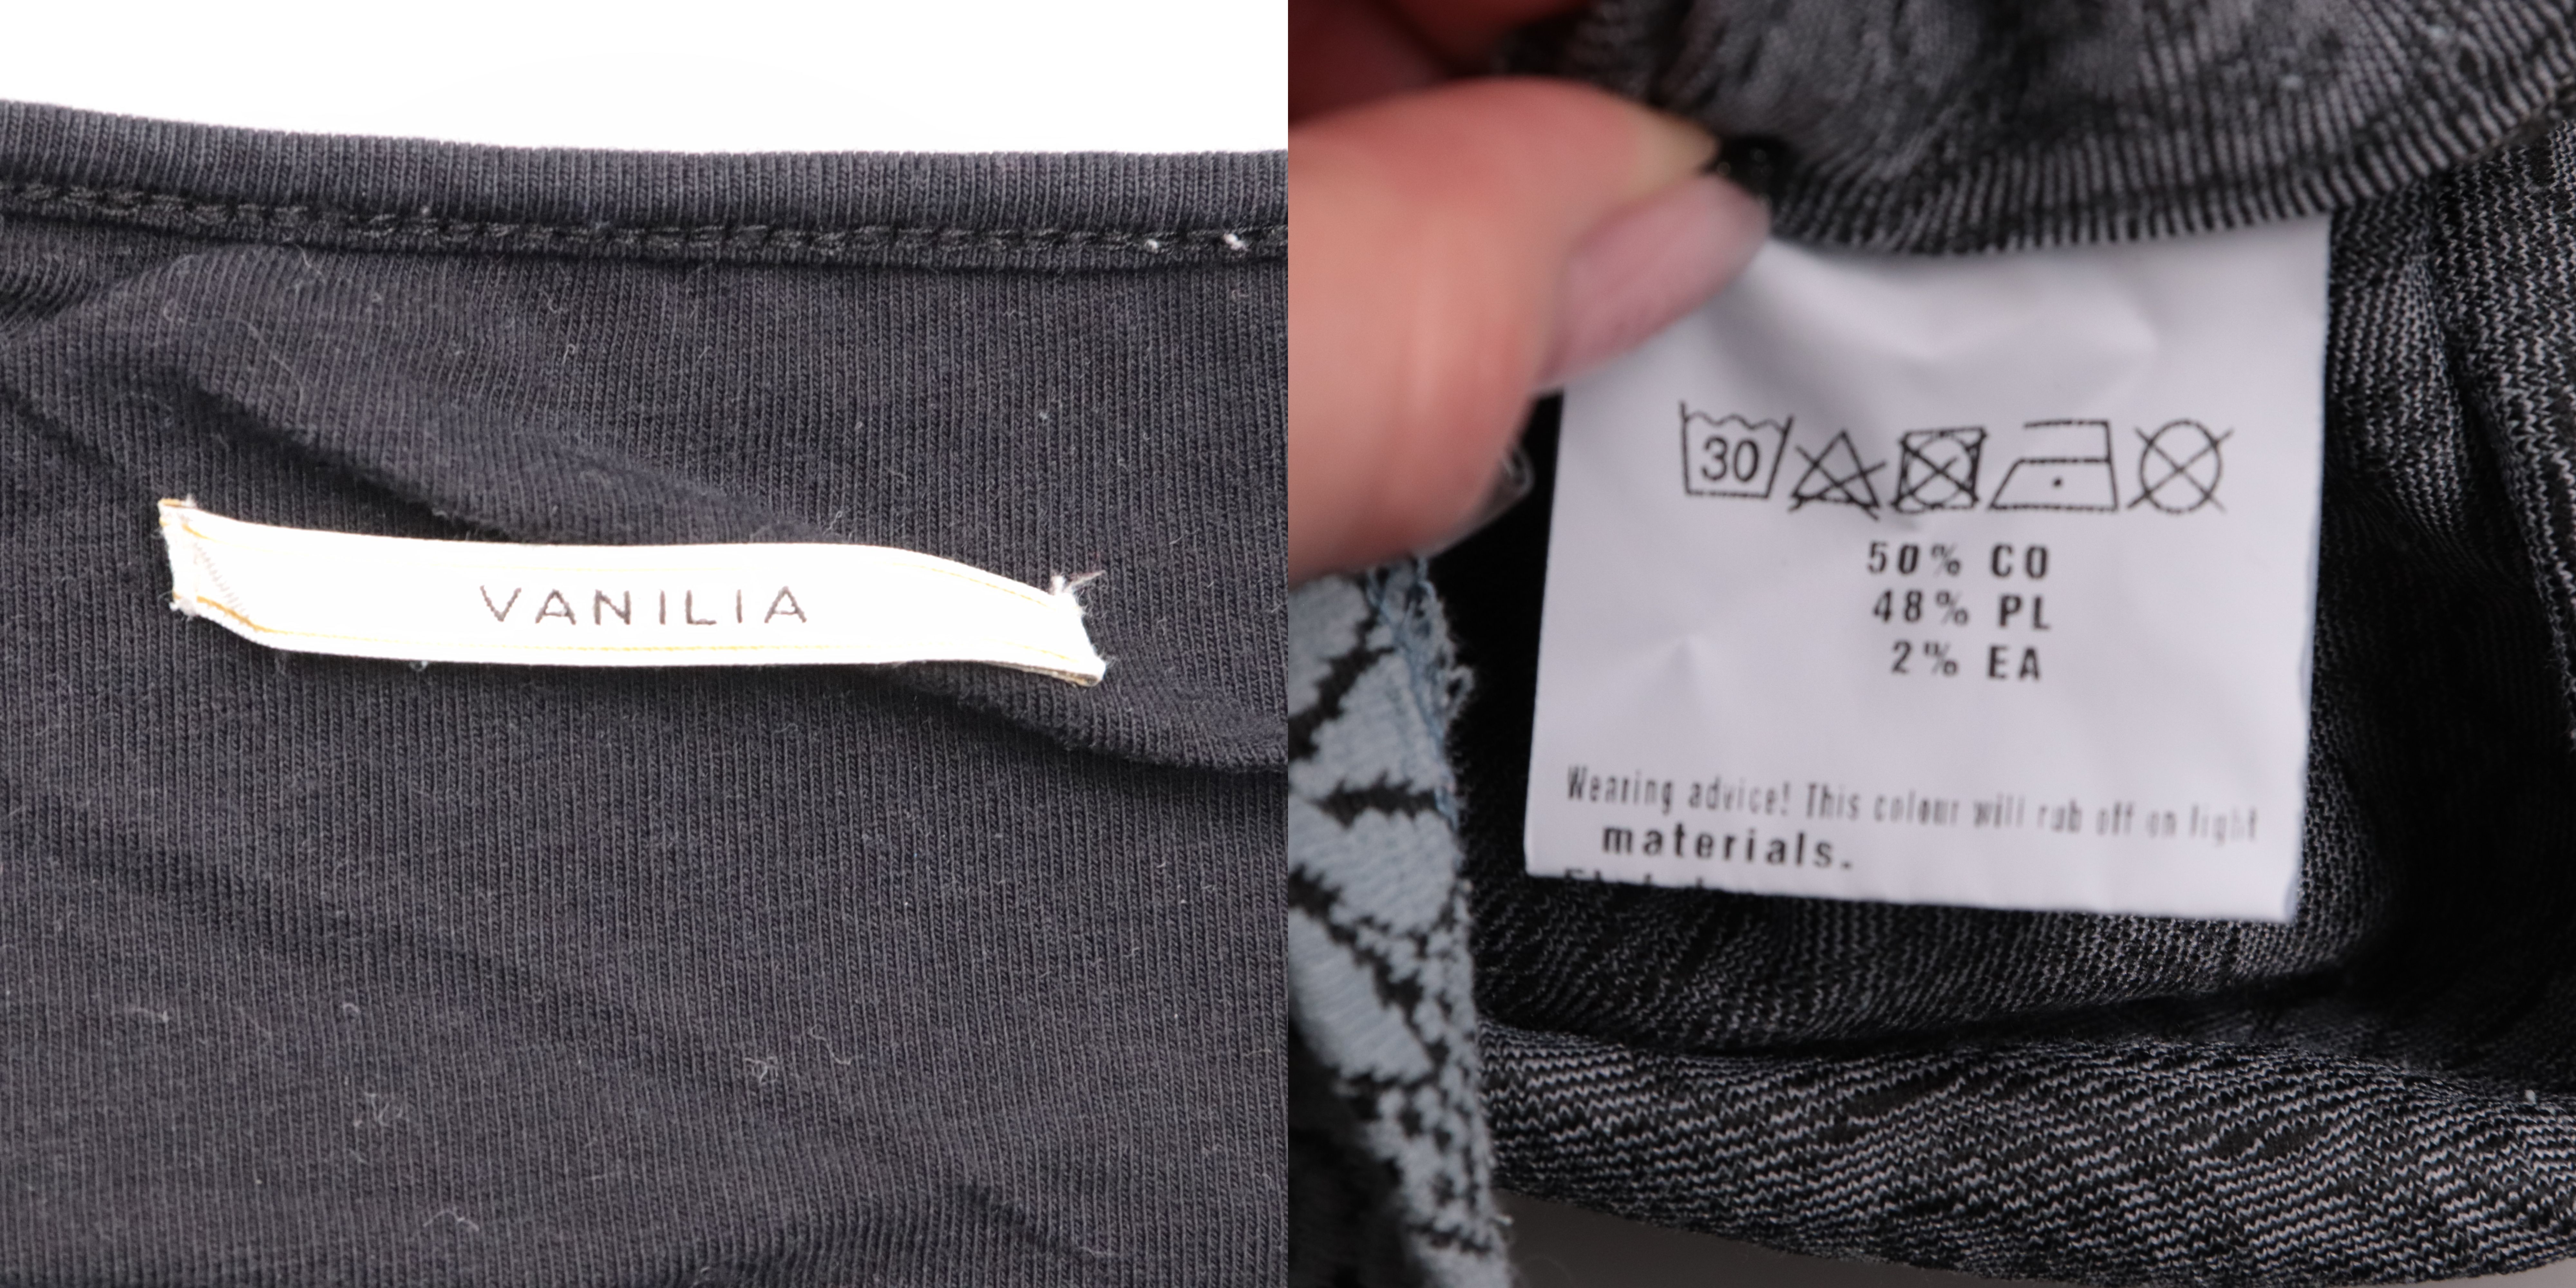 VANILIA
30
50% CO
48% PL
2% EA
Wearing advice! This colour will rub off on light
materials.